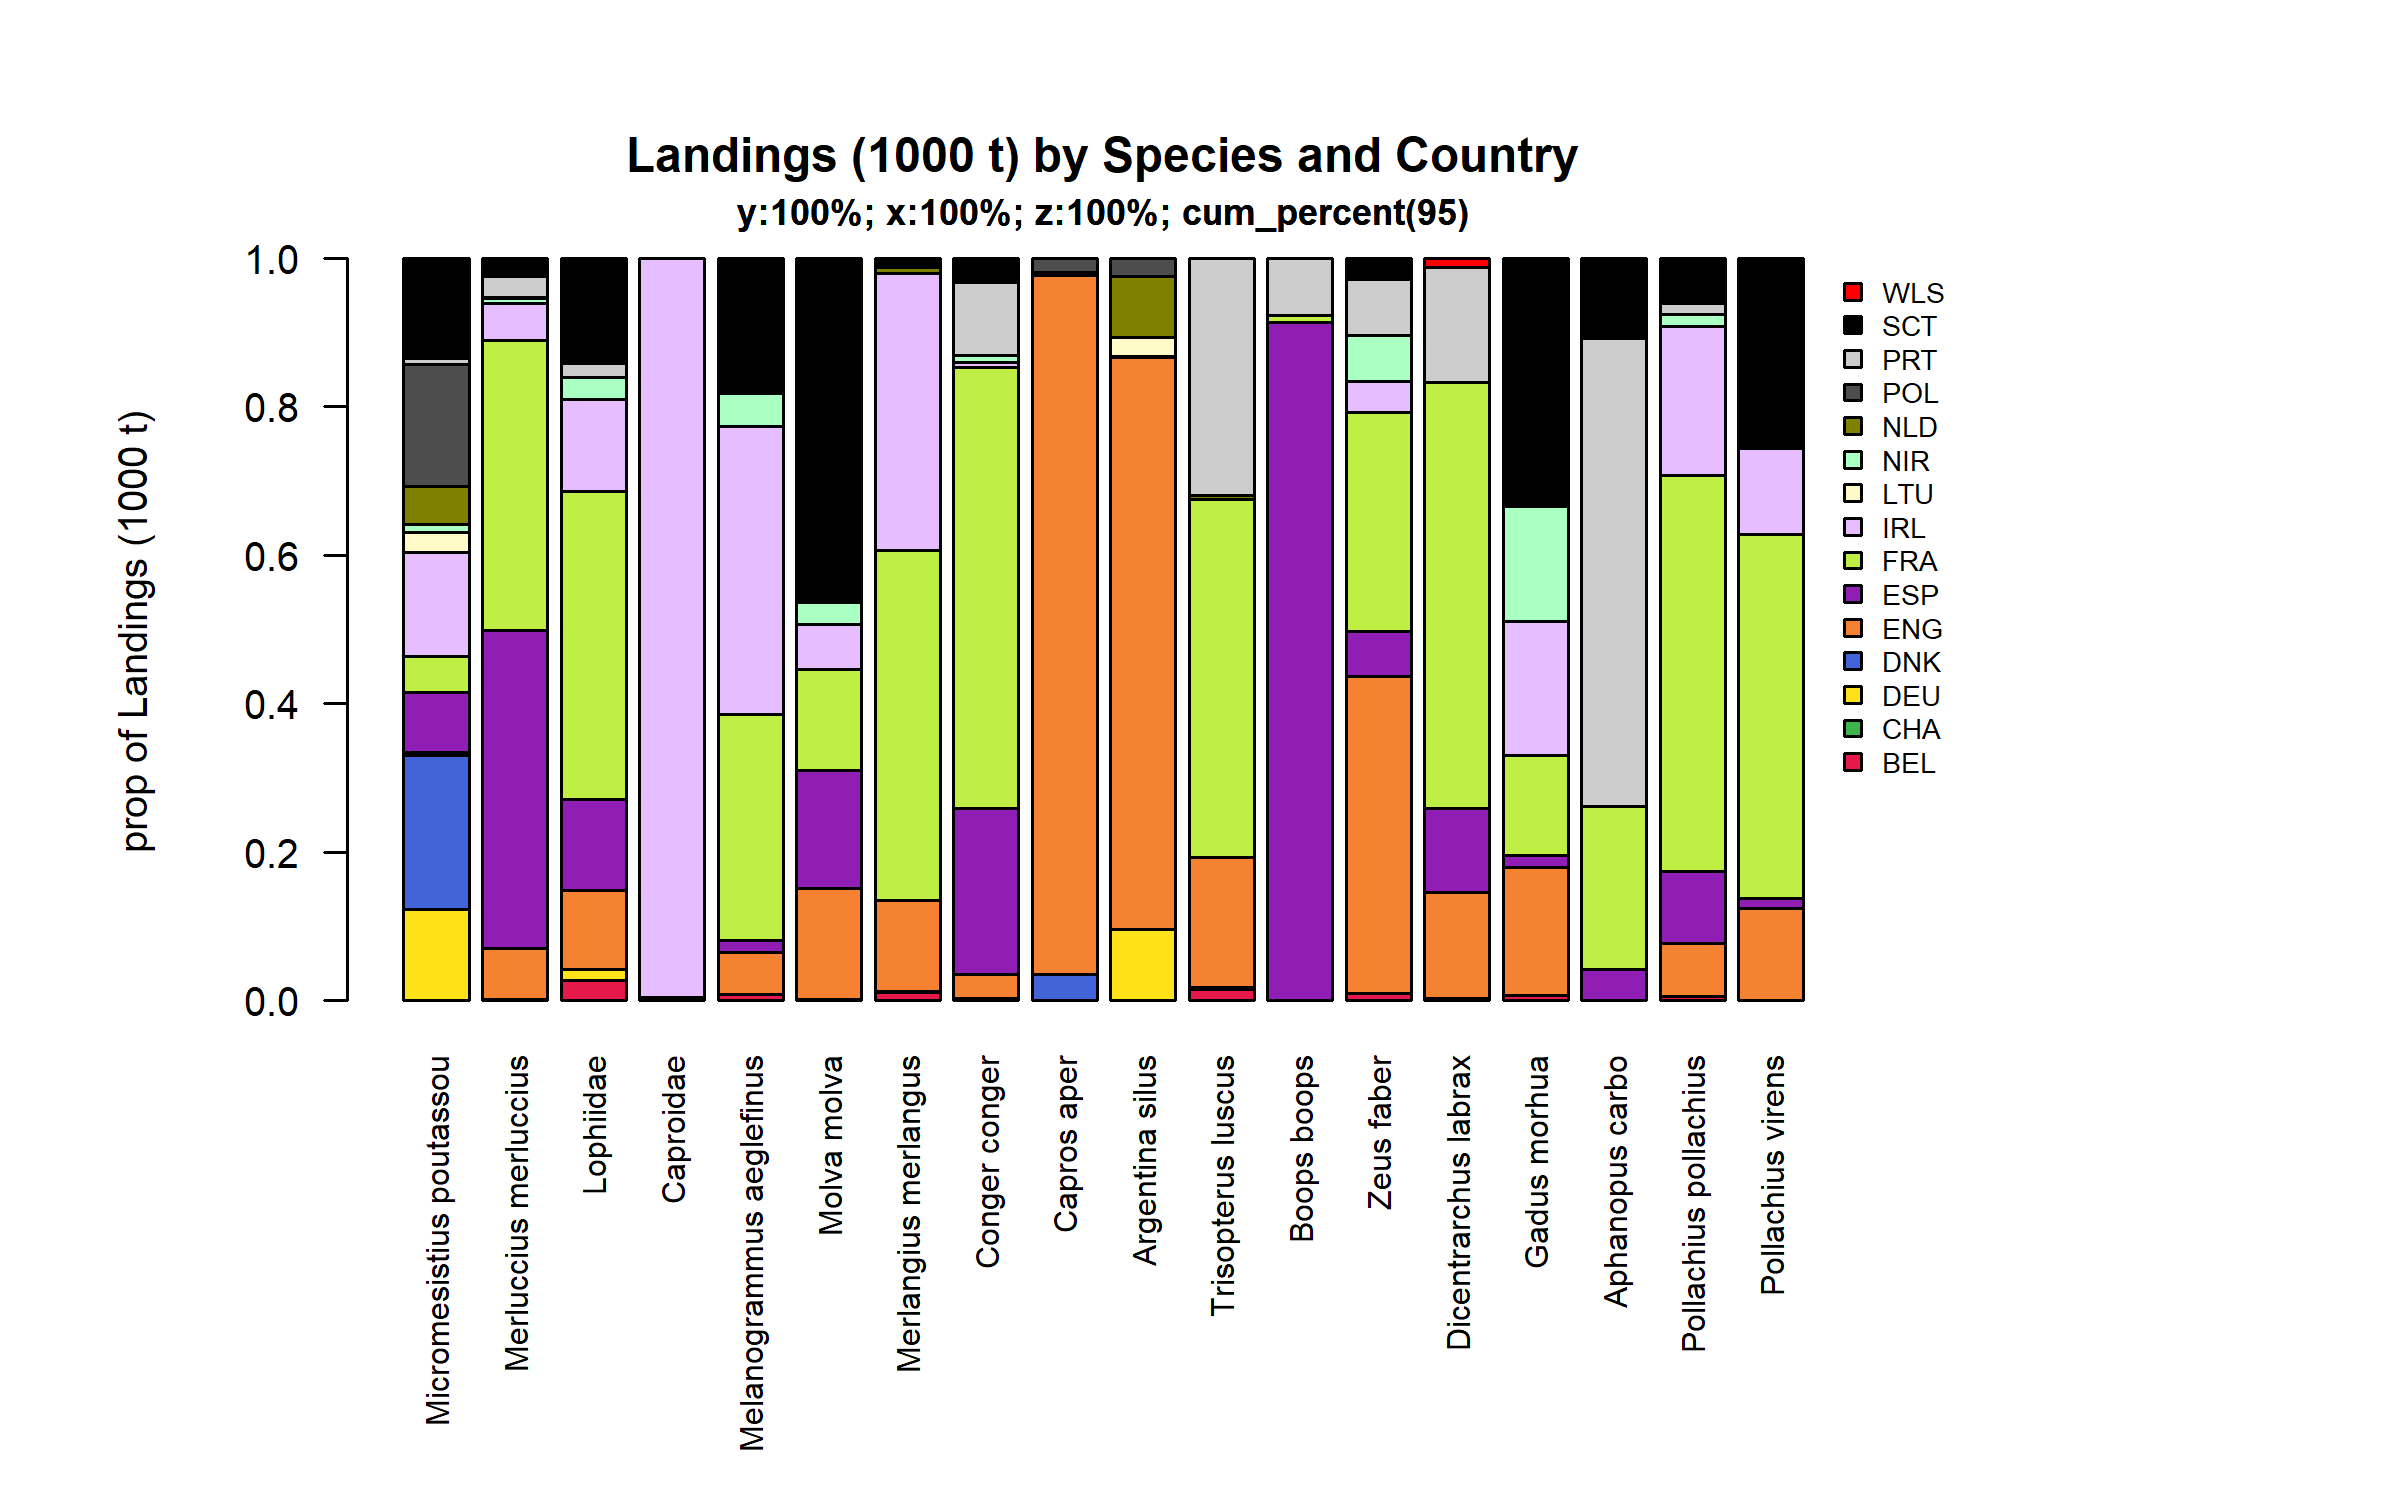 Landings (1000 t) by Species and Country
y:100%; x:100%; z:100%; cum_percent(95)
prop of Landings (1000 t)
1.0
0.8
0.6
0.4
0.2
0.0
WLS
SCT
PRT
POL
NLD
NIR
LTU
IRL
FRA
ESP
ENG
DNK
DEU
CHA
BEL
Micromesistius poutassou
Merluccius merluccius
Lophiidae
Caproidae
Melanogrammus aeglefinus
Molva molva
Merlangius merlangus
Conger conger
Capros aper
Argentina silus
Trisopterus luscus
Boops boops
Zeus faber
Dicentrarchus labrax
Gadus morhua
Aphanopus carbo
Pollachius pollachius
Pollachius virens